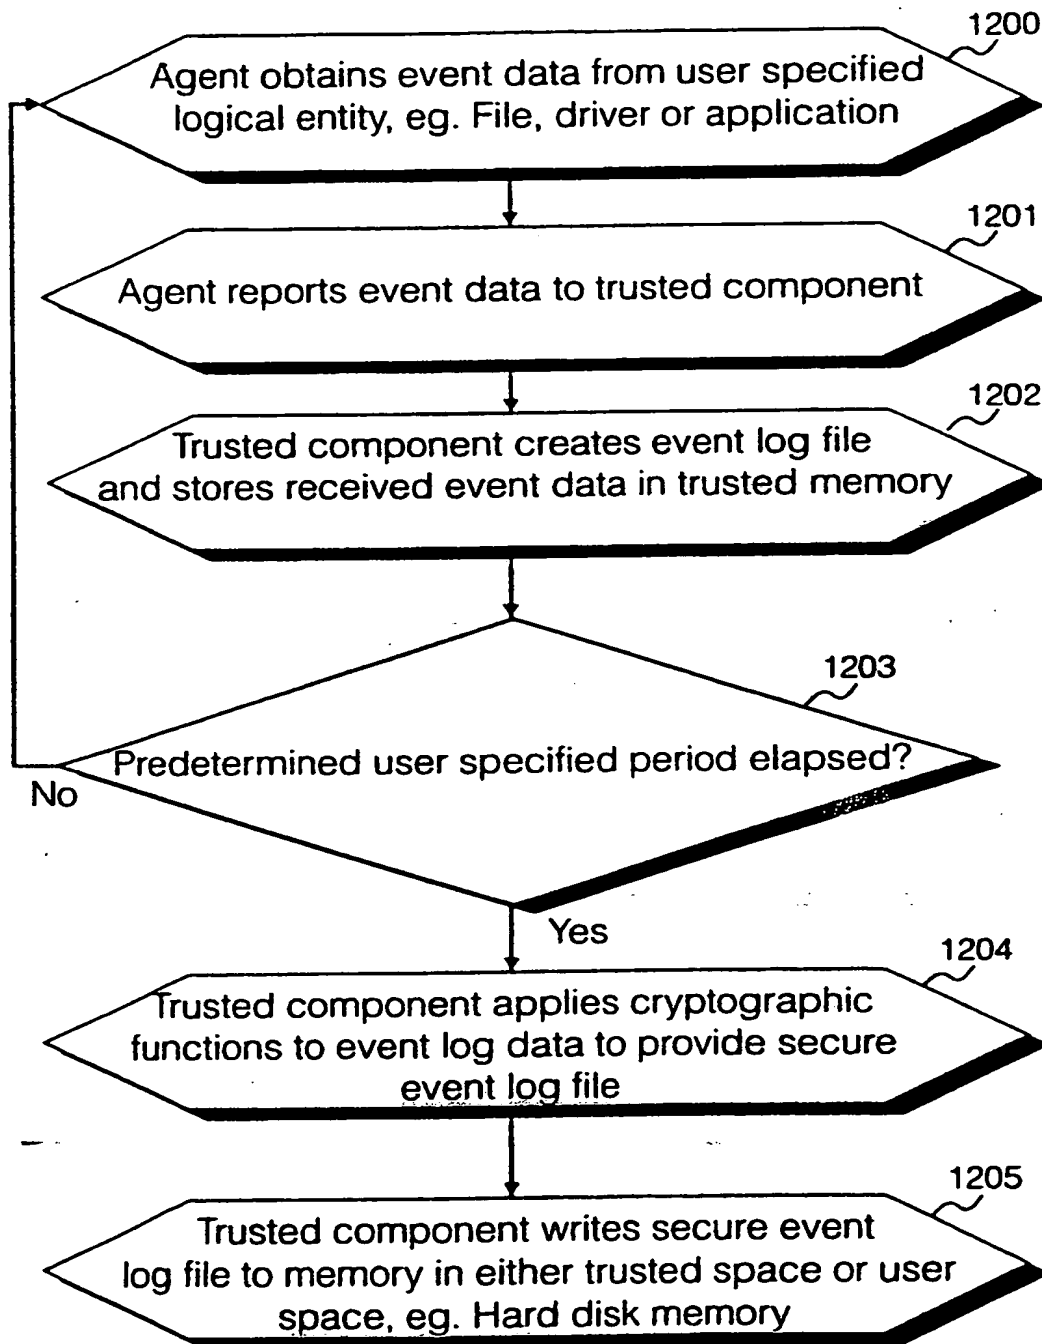 1200
Agent obtains event data from user specified
logical entity, eg. File, driver or application
1201
Agent reports event data to trusted component
1202
Trusted component creates event log file
and stores received event data in trusted memory
1203
Predetermined user specified period elapsed?
No
Yes
1204
Trusted component applies cryptographic
functions to event log data to provide secure
event log file
1205
Trusted component writes secure event
log file to memory in either trusted space or user
space, eg. Hard disk memory